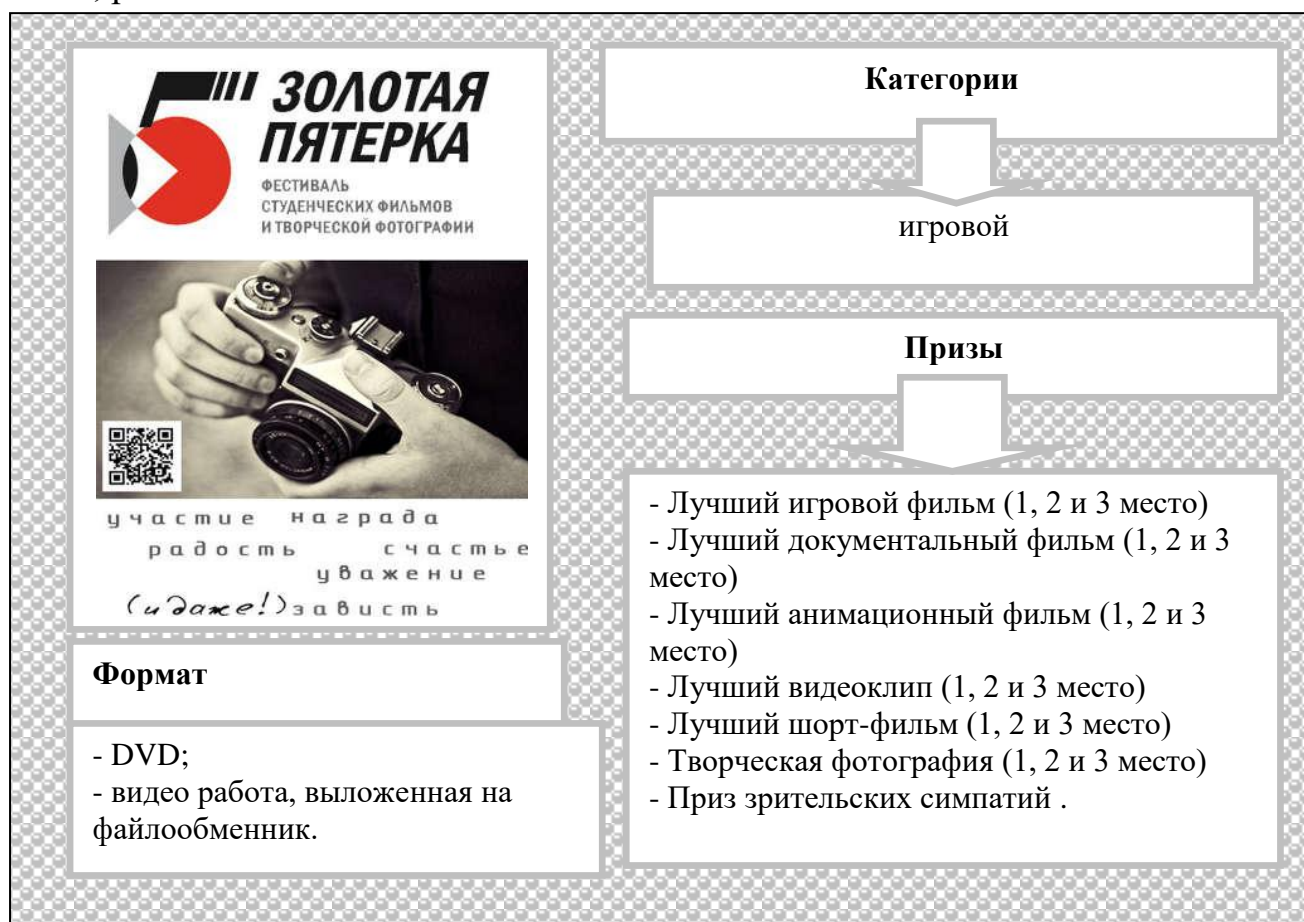 ЗОЛОТАЯ
ПЯТЕРКА
ФЕСТИВАЛЬ
СТУДЕНЧЕСКИХ ФИЛЬМОВ
И ТВОРЧЕСКОЙ ФОТОГРАФИИ
участие награда
радость счастье
уважение
(и даже!) зависть
Формат
- DVD;
- видео работа, выложенная на
файлообменник.
Категории
игровой
Призы
- Лучший игровой фильм (1, 2 и 3 место)
- Лучший документальный фильм (1, 2 и 3
место)
- Лучший анимационный фильм (1, 2 и 3
место)
- Лучший видеоклип (1, 2 и 3 место)
- Лучший шорт-фильм (1, 2 и 3 место)
- Творческая фотография (1, 2 и 3 место)
- Приз зрительских симпатий .